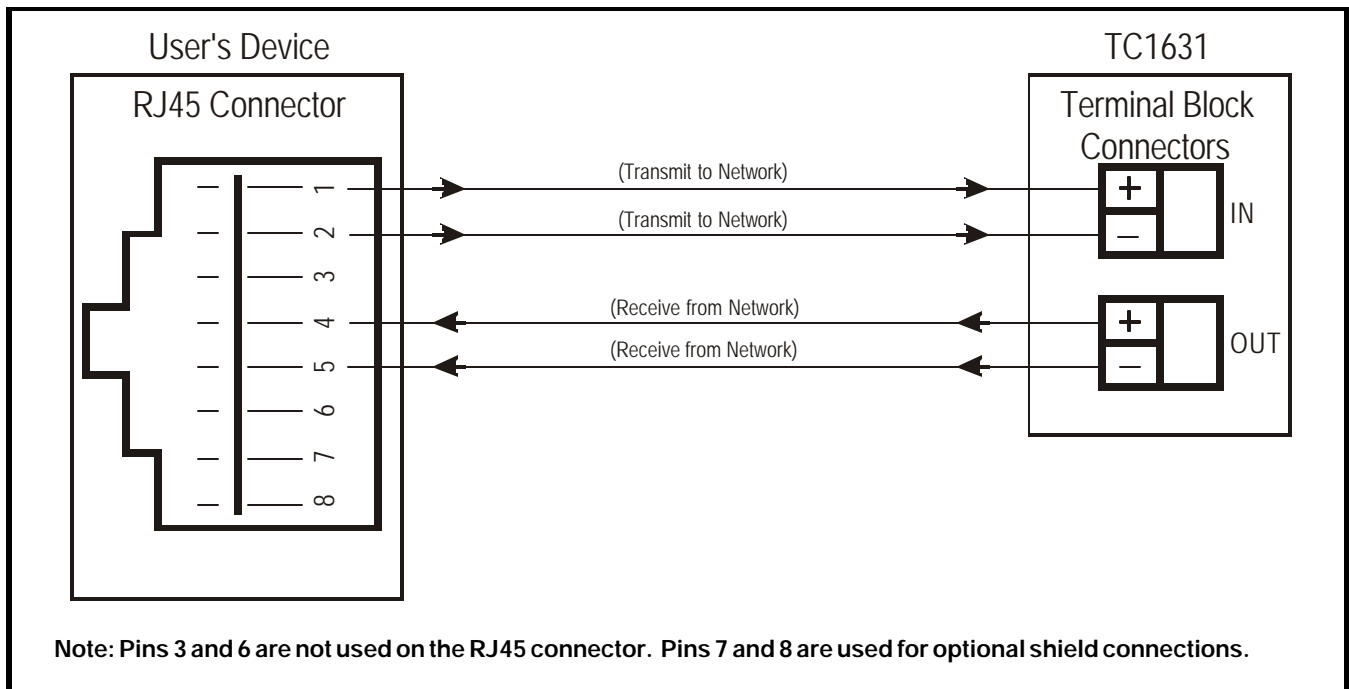 User's Device
TC1631
RJ45 Connector
Terminal Block
Connectors
1
(Transmit to Network)
+
IN
2
(Transmit to Network)
–
3
4
(Receive from Network)
+
OUT
5
(Receive from Network)
–
6
7
8
Note: Pins 3 and 6 are not used on the RJ45 connector. Pins 7 and 8 are used for optional shield connections.